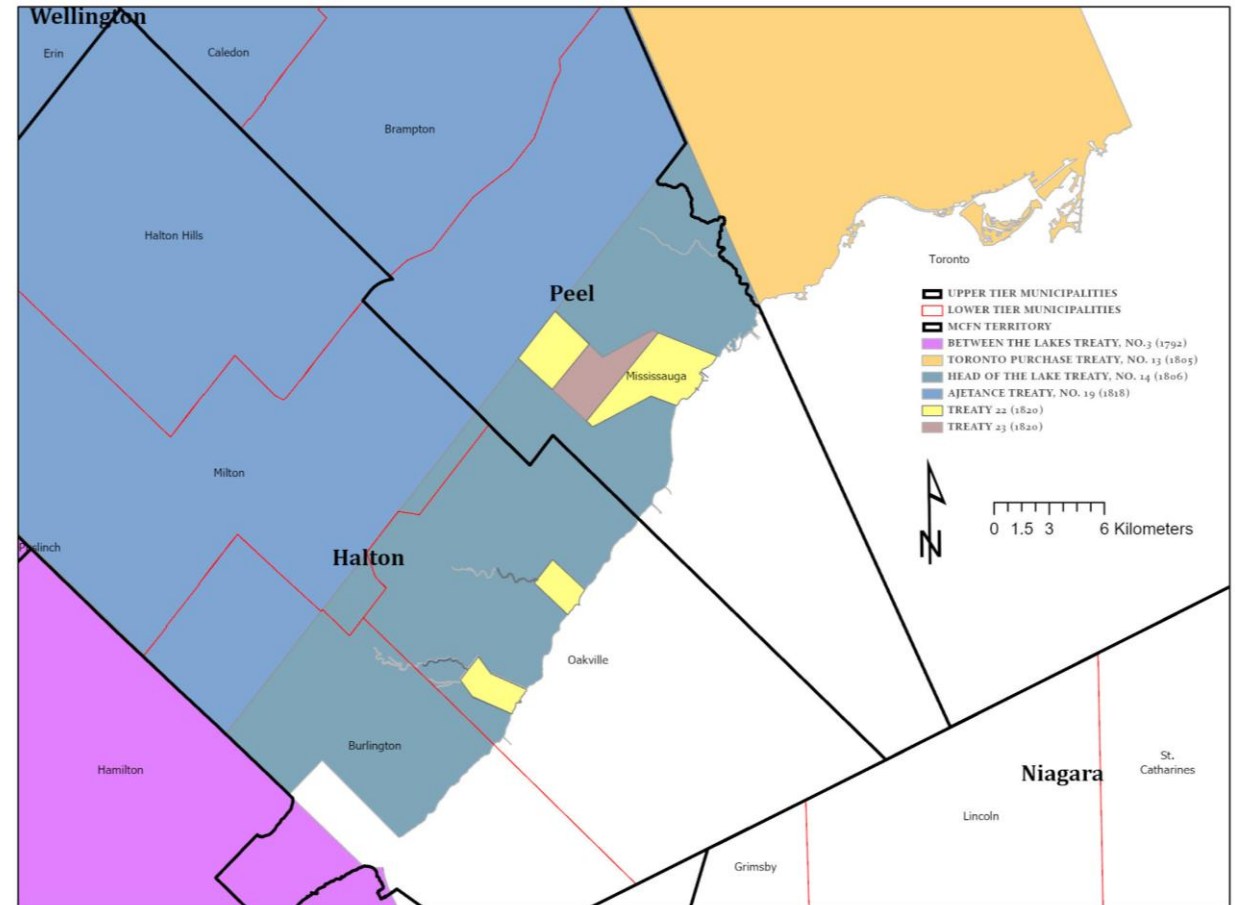 Wellington
Erin
Caledon
Brampton
Halton Hills
Toronto
Peel
UPPER TIER MUNICIPALITIES
LOWER TIER MUNICIPALITIES
MCFN TERRITORY
BETWEEN THE LAKES TREATY, NO.3 (1792)
TORONTO PURCHASE TREATY, NO. 13 (1805)
HEAD OF THE LAKE TREATY, NO. 14 (1806)
AJETANCE TREATY, NO. 19 (1818)
TREATY 22 (1820)
TREATY 23 (1820)
Mississauga
Milton
N
0 1.5 3 6 Kilometers
Puslinch
Halton
Oakville
Burlington
Hamilton
Niagara
St.
Catharines
Lincoln
Grimsby